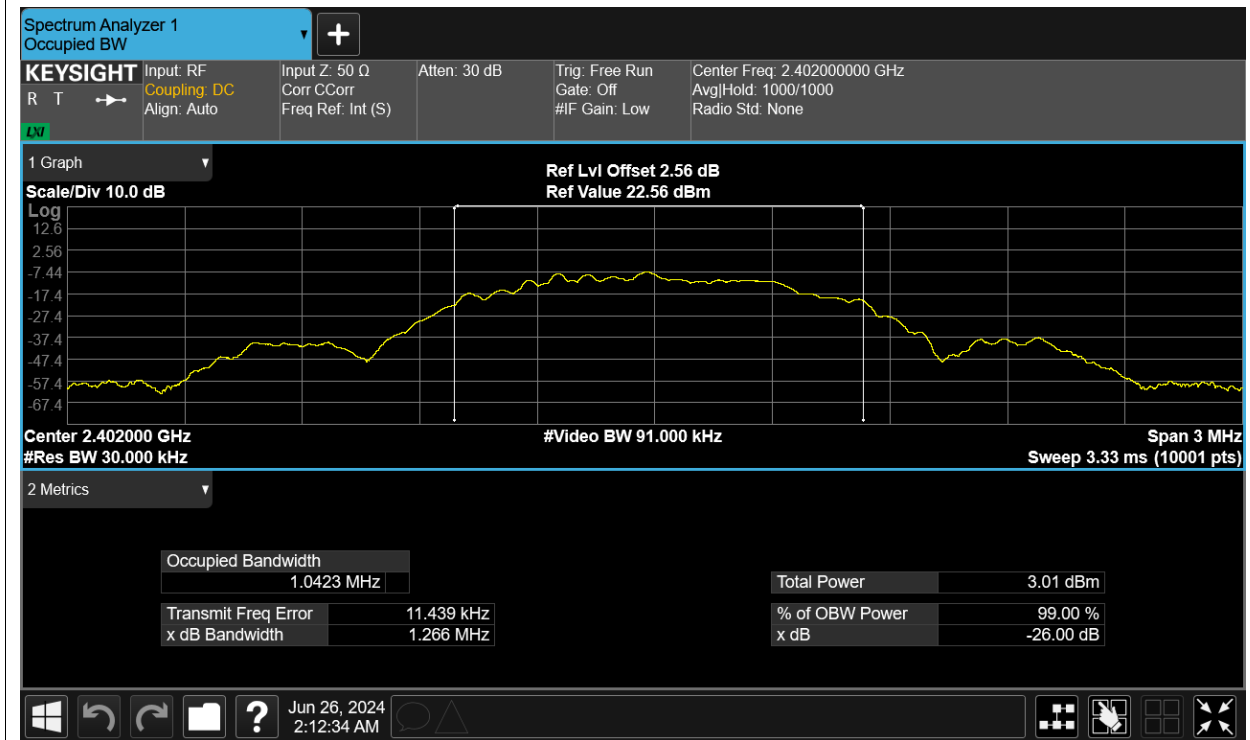 Spectrum Analyzer 1
Occupied BW
KEYSIGHT
R T
LXI
Input: RF
Coupling: DC
Align: Auto
Input Z: 50 Ω
Corr CCorr
Freq Ref: Int (S)
Atten: 30 dB
Trig: Free Run
Gate: Off
#IF Gain: Low
Center Freq: 2.402000000 GHz
Avg|Hold: 1000/1000
Radio Std: None
1 Graph
Ref Lvl Offset 2.56 dB
Scale/Div 10.0 dB
Ref Value 22.56 dBm
Log
12.6
2.56
-7.44
-17.4
-27.4
-37.4
-47.4
-57.4
-67.4
Center 2.402000 GHz
#Video BW 91.000 kHz
Span 3 MHz
#Res BW 30.000 kHz
Sweep 3.33 ms (10001 pts)
2 Metrics
Occupied Bandwidth
1.0423 MHz
Total Power 3.01 dBm
Transmit Freq Error 11.439 kHz
% of OBW Power 99.00 %
x dB Bandwidth 1.266 MHz
x dB -26.00 dB
?
Jun 26, 2024
2:12:34 AM